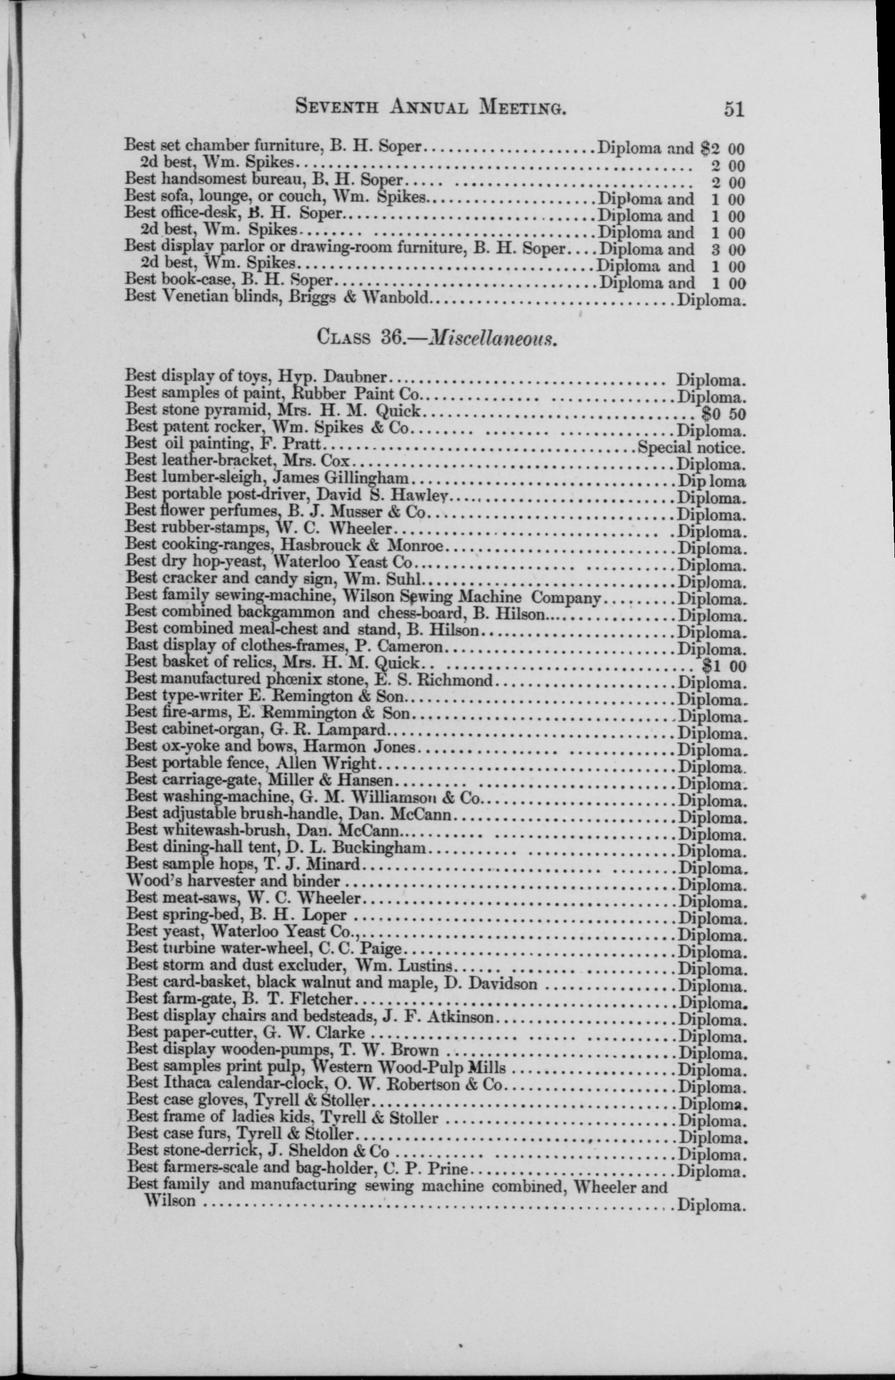 SEVENTH ANNUAL MEETING. 51
Best set chamber furniture, B. H. Soper.....................Diploma and $2 00
2d best, Wm. Spikes................................................ 2 00
Best handsomest bureau, B. H. Soper..... ............................. 2 00
Best sofa, lounge, or couch, Wm. Spikes.....................Diploma and 1 00
Best office-desk, B. H. Soper...............................Diploma and 1 00
2d best, Wm. Spikes........ ...........................Diploma and 1 00
Best display parlor or drawing-room furniture, B. H. Soper....Diploma and 3 00
2d best, Wm. Spikes....................................Diploma and 1 00
Best book-case, B. H. Soper................................Diploma and 1 00
Best Venetian blinds, Briggs & Wanbold..............................Diploma.
CLASS 36.—Miscellaneous.
Best display of toys, Hyp. Daubner.................................. Diploma.
Best samples of paint, Rubber Paint Co............... ...............Diploma.
Best stone pyramid, Mrs. H. M. Quick.................................$0 50
Best patent rocker, Wm. Spikes & Co........ ......... ..............Diploma.
Best oil painting, F. Pratt......................................Special notice.
Best leather-bracket, Mrs. Cox.......................................Diploma.
Best lumber-sleigh, James Gillingham................................Diploma
Best portable post-driver, David S. Hawley...........................Diploma.
Best flower perfumes, B. J. Musser & Co..............................Diploma.
Best rubber-stamps, W. C. Wheeler................................. .Diploma.
Best cooking-ranges, Hasbrouck & Monroe............................Diploma.
Best dry hop-yeast, Waterloo Yeast Co.................... ...........Diploma.
Best cracker and candy sign, Wm. Suhl...............................Diploma.
Best family sewing-machine, Wilson Sewing Machine Company.........Diploma.
Best combined backgammon and chess-board, B. Hilson................Diploma.
Best combined meal-chest and stand, B. Hilson........................Diploma.
Bast display of clothes-frames, P. Cameron............................Diploma.
Best basket of relics, Mrs. H. M. Quick.. ..............................$1 00
Best manufactured phœnix stone, E. S. Richmond......................Diploma.
Best type-writer E. Remington & Son.................................Diploma.
Best fire-arms, E. Remmington & Son................................Diploma.
Best cabinet-organ, G. R. Lampard...................................Diploma.
Best ox-yoke and bows, Harmon Jones................. .............Diploma.
Best portable fence, Allen Wright....................................Diploma.
Best carriage-gate, Miller & Hansen......... ........................Diploma.
Best washing-machine, G. M. Williamson & Co........................Diploma.
Best adjustable brush-handle, Dan. McCann...........................Diploma.
Best whitewash-brush, Dan. McCann........... ...................Diploma.
Best dining-hall tent, D. L. Buckingham........... ..................Diploma.
Best sample hops, T. J. Minard............................. ........Diploma.
Wood's harvester and binder ........................................Diploma.
Best meat-saws, W. C. Wheeler......................................Diploma.
Best spring-bed, B. H. Loper .......................................Diploma.
Best yeast, Waterloo Yeast Co.,......................................Diploma.
Best turbine water-wheel, C. C. Paige.................................Diploma.
Best storm and dust excluder, Wm. Lustins...... ........ ............Diploma.
Best card-basket, black walnut and maple, D. Davidson ................Diploma.
Best farm-gate, B. T. Fletcher.......................................Diploma.
Best display chairs and bedsteads, J. F. Atkinson......................Diploma.
Best paper-cutter, G. W. Clarke .................. ...... ...........Diploma.
Best display wooden-pumps, T. W. Brown ............................Diploma.
Best samples print pulp, Western Wood-Pulp Mills ....................Diploma.
Best Ithaca calendar-clock, O. W. Robertson & Co.....................Diploma.
Best case gloves, Tyrell & Stoller.....................................Diploma.
Best frame of ladies kids, Tyrell & Stoller ............................Diploma.
Best case furs, Tyrell & Stoller.......................................Diploma.
Best stone-derrick, J. Sheldon & Co ........... ......................Diploma.
Best farmers-scale and bag-holder, C. P. Prine.........................Diploma.
Best family and manufacturing sewing machine combined, Wheeler and
Wilson .........................................................Diploma.